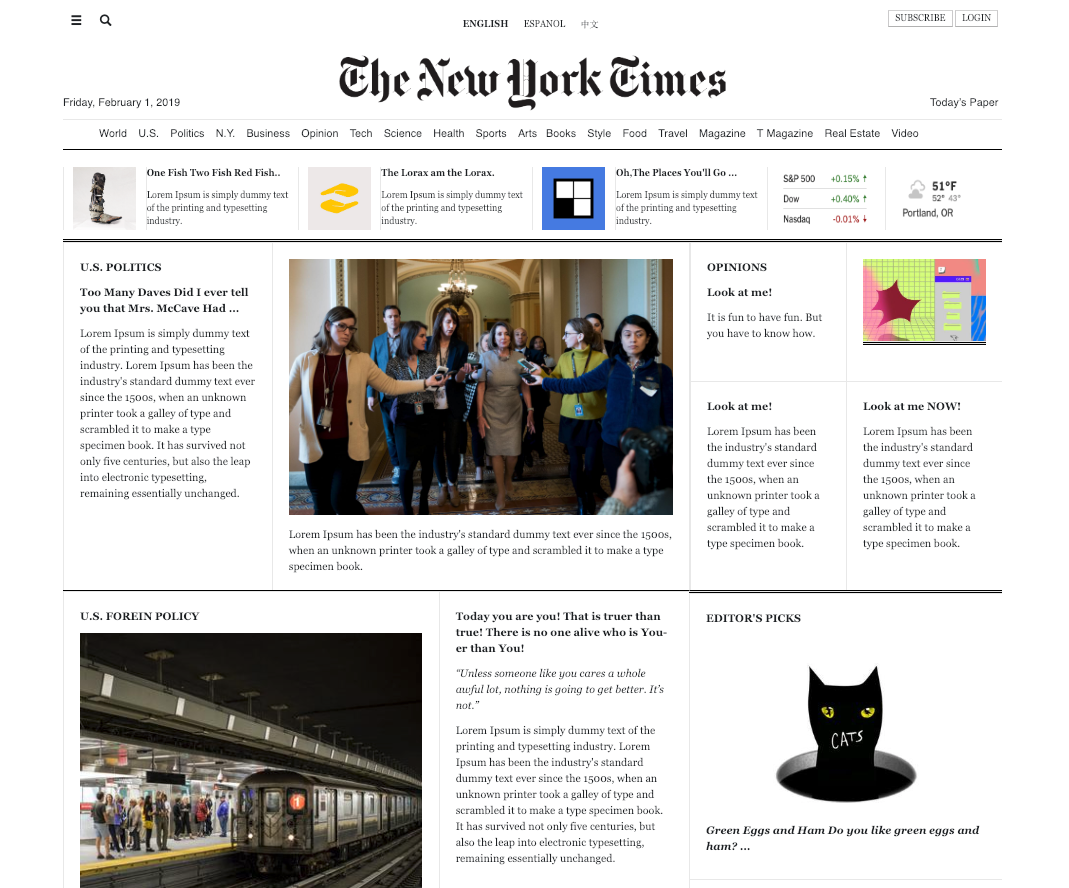 ENGLISH ESPAÑOL 中文
SUBSCRIBE LOGIN
The New York Times
Friday, February 1, 2019
Today's Paper
World U.S. Politics N.Y. Business Opinion Tech Science Health Sports Arts Books Style Food Travel Magazine T Magazine Real Estate Video
One Fish Two Fish Red Fish..
Lorem Ipsum is simply dummy text
of the printing and typesetting
industry.
The Lorax am the Lorax.
Lorem Ipsum is simply dummy text
of the printing and typesetting
industry.
Oh,The Places You'll Go ...
Lorem Ipsum is simply dummy text
of the printing and typesetting
industry.
S&P 500 +0.15% ↑
Dow +0.40% ↑
Nasdaq -0.01% ↓
51°F
52° 43°
Portland, OR
U.S. POLITICS
Too Many Daves Did I ever tell
you that Mrs. McCave Had ...
Lorem Ipsum is simply dummy text
of the printing and typesetting
industry. Lorem Ipsum has been the
industry's standard dummy text ever
since the 1500s, when an unknown
printer took a galley of type and
scrambled it to make a type
specimen book. It has survived not
only five centuries, but also the leap
into electronic typesetting,
remaining essentially unchanged.
Lorem Ipsum has been the industry's standard dummy text ever since the 1500s,
when an unknown printer took a galley of type and scrambled it to make a type
specimen book.
OPINIONS
Look at me!
It is fun to have fun. But
you have to know how.
Look at me!
Lorem Ipsum has been
the industry's standard
dummy text ever since
the 1500s, when an
unknown printer took a
galley of type and
scrambled it to make a
type specimen book.
Look at me NOW!
Lorem Ipsum has been
the industry's standard
dummy text ever since
the 1500s, when an
unknown printer took a
galley of type and
scrambled it to make a
type specimen book.
U.S. FOREIN POLICY
1
Today you are you! That is truer than
true! There is no one alive who is You-
er than You!
“Unless someone like you cares a whole
awful lot, nothing is going to get better. It’s
not.”
Lorem Ipsum is simply dummy text of the
printing and typesetting industry. Lorem
Ipsum has been the industry's standard
dummy text ever since the 1500s, when an
unknown printer took a galley of type and
scrambled it to make a type specimen book.
It has survived not only five centuries, but
also the leap into electronic typesetting,
remaining essentially unchanged.
EDITOR'S PICKS
CATS
Green Eggs and Ham Do you like green eggs and
ham? ...